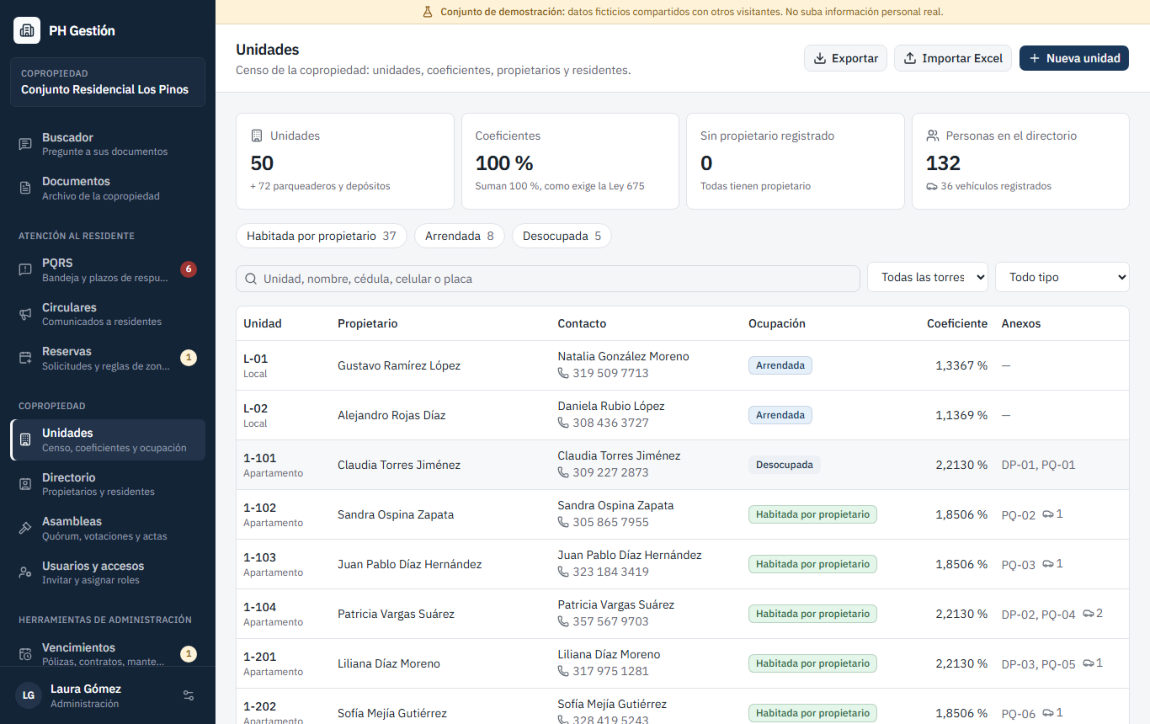 Conjunto de demostración: datos ficticios compartidos con otros visitantes. No suba información personal real.
PH Gestión
COPROPIEDAD
Conjunto Residencial Los Pinos
Buscador
Pregunte a sus documentos
Documentos
Archivo de la copropiedad
ATENCIÓN AL RESIDENTE
PQRS
Bandeja y plazos de respu...
6
Circulares
Comunicados a residentes
Reservas
Solicitudes y reglas de zon...
1
COPROPIEDAD
Unidades
Censo, coeficientes y ocupación
Directorio
Propietarios y residentes
Asambleas
Quórum, votaciones y actas
Usuarios y accesos
Invitar y asignar roles
HERRAMIENTAS DE ADMINISTRACIÓN
Vencimientos
Pólizas, contratos, mante...
1
LG
Laura Gómez
Administración
Unidades
Censo de la copropiedad: unidades, coeficientes, propietarios y residentes.
Exportar
Importar Excel
+ Nueva unidad
Unidades
50
+ 72 parqueaderos y depósitos
Coeficientes
100 %
Suman 100 %, como exige la Ley 675
Sin propietario registrado
0
Todas tienen propietario
Personas en el directorio
132
36 vehículos registrados
Habitada por propietario 37
Arrendada 8
Desocupada 5
Unidad, nombre, cédula, celular o placa
Todas las torres
Todo tipo
Unidad Propietario Contacto Ocupación Coeficiente Anexos
L-01 Gustavo Ramírez López Natalia González Moreno Arrendada 1,3367 % —
Local 319 509 7713
L-02 Alejandro Rojas Díaz Daniela Rubio López Arrendada 1,1369 % —
Local 308 436 3727
1-101 Claudia Torres Jiménez Claudia Torres Jiménez Desocupada 2,2130 % DP-01, PQ-01
Apartamento 309 227 2873
1-102 Sandra Ospina Zapata Sandra Ospina Zapata Habitada por propietario 1,8506 % PQ-02 1
Apartamento 305 865 7955
1-103 Juan Pablo Díaz Hernández Juan Pablo Díaz Hernández Habitada por propietario 1,8506 % PQ-03 1
Apartamento 323 184 3419
1-104 Patricia Vargas Suárez Patricia Vargas Suárez Habitada por propietario 2,2130 % DP-02, PQ-04 2
Apartamento 357 567 9703
1-201 Liliana Díaz Moreno Liliana Díaz Moreno Habitada por propietario 2,2130 % DP-03, PQ-05 1
Apartamento 317 975 1281
1-202 Sofía Mejía Gutiérrez Sofía Mejía Gutiérrez Habitada por propietario 1,8506 % PQ-06 1
Apartamento 328 419 5243